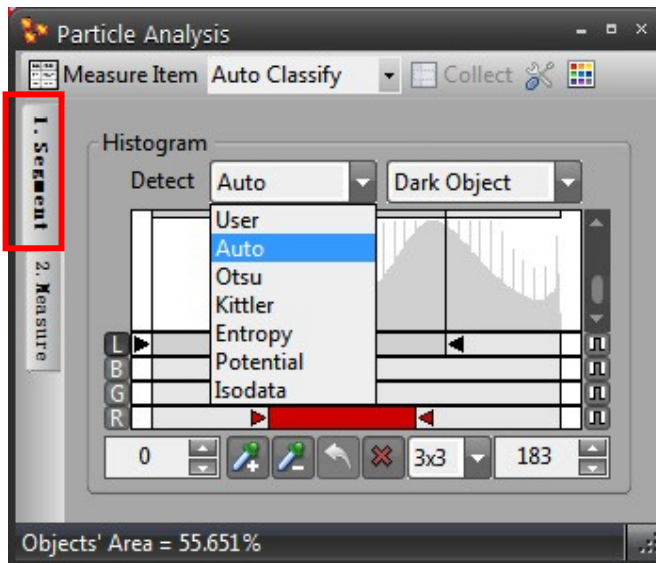 Particle Analysis
Measure Item Auto Classify Collect
1. Segment
2. Measure
Histogram
Detect Auto Dark Object
User
Auto
Otsu
Kittler
Entropy
Potential
Isodata
L
B
G
R
0 3x3 183
Objects' Area = 55.651%